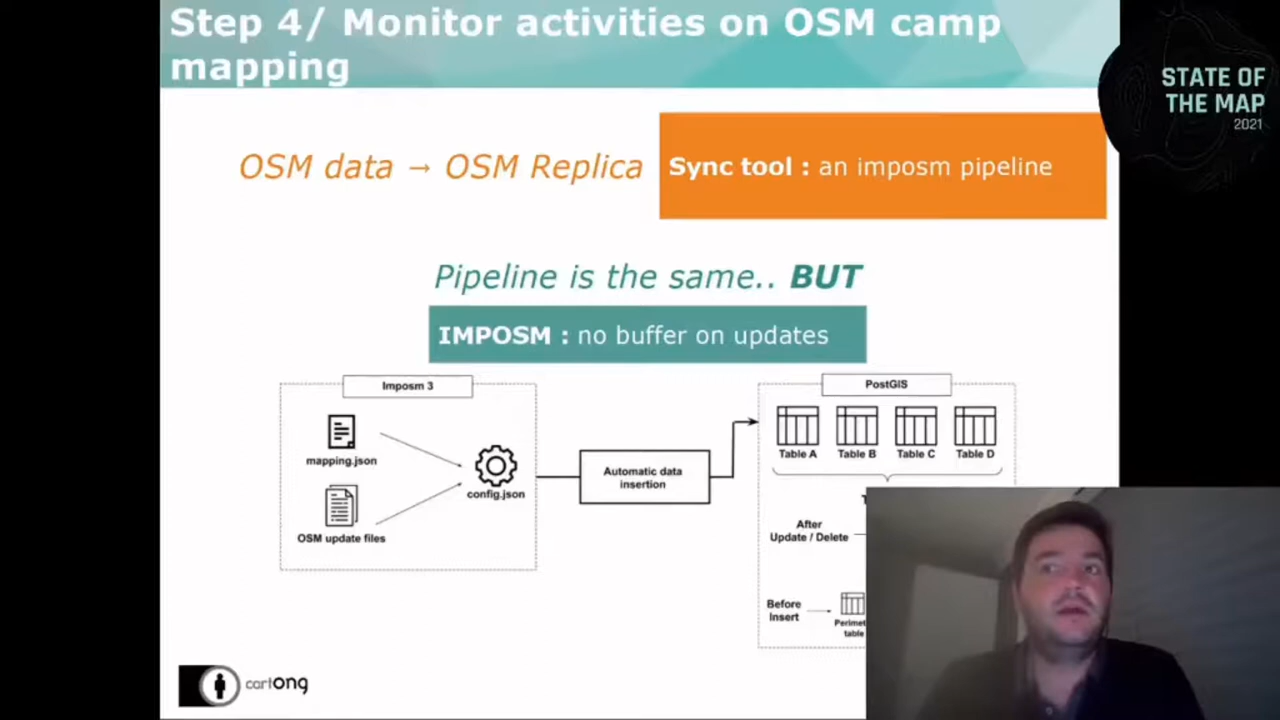 Step 4/ Monitor activities on OSM camp
mapping
STATE OF
THE MAP
2021
OSM data → OSM Replica
Sync tool : an imposm pipeline
Pipeline is the same.. BUT
IMPOSM : no buffer on updates
Imposm 3
mapping.json
OSM update files
config.json
Automatic data
insertion
PostGIS
Table A
Table B
Table C
Table D
After
Update / Delete
Before
Insert
table
cartong